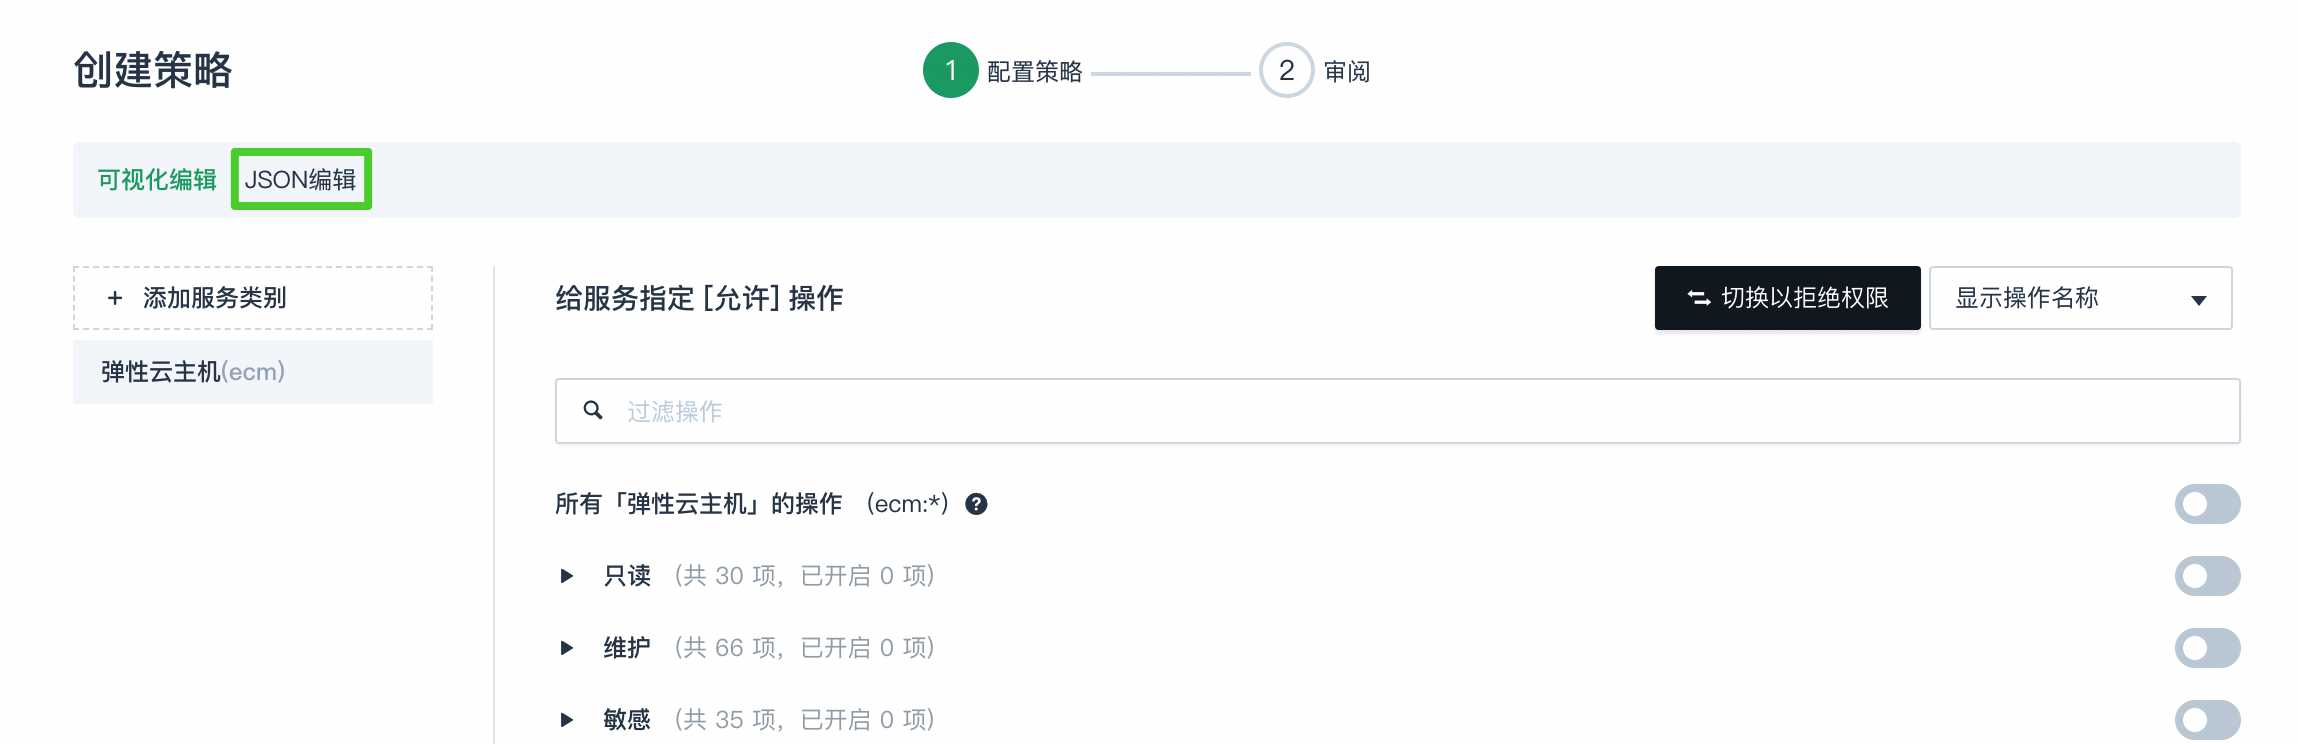 创建策略
1 配置策略 2 审阅
可视化编辑 JSON编辑
+ 添加服务类别
弹性云主机(ecm)
给服务指定 [允许] 操作
切换以拒绝权限 显示操作名称
过滤操作
所有「弹性云主机」的操作 (ecm:*) ?
只读 (共 30 项, 已开启 0 项)
维护 (共 66 项, 已开启 0 项)
敏感 (共 35 项, 已开启 0 项)